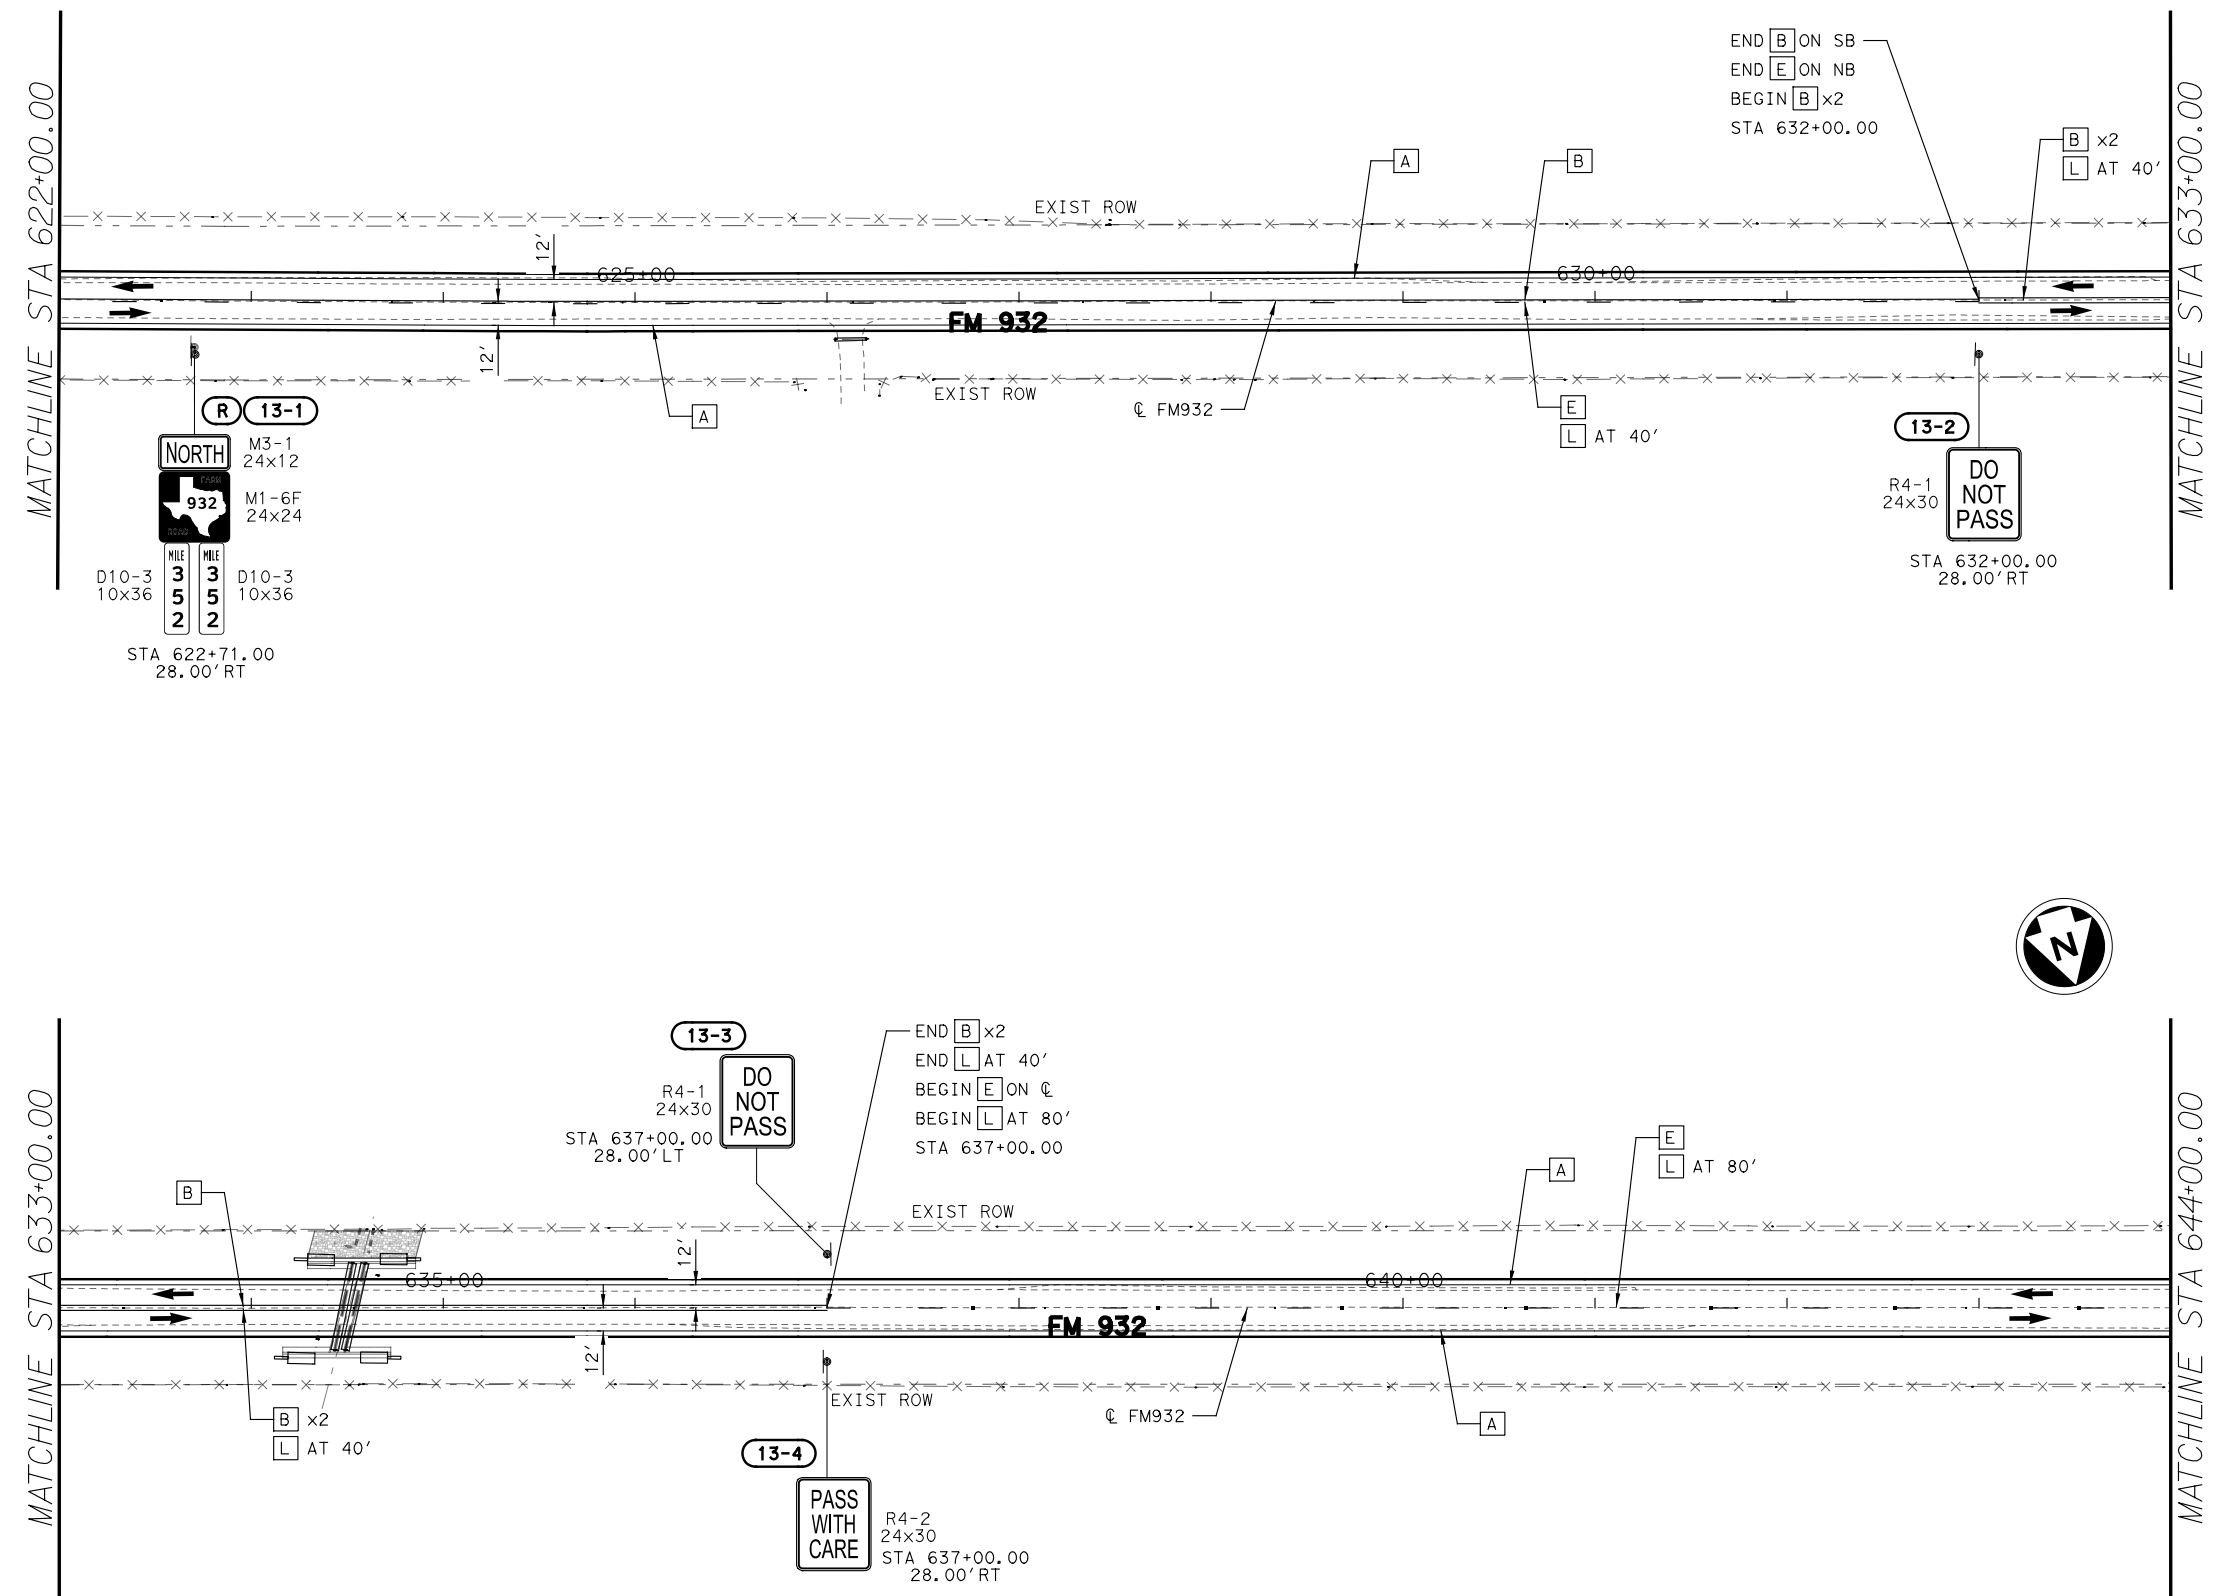 MATCHLINE STA 622+00.00
END B ON SB
END E ON NB
BEGIN B x2
STA 632+00.00
B x2
L AT 40'
A
B
EXIST ROW
12'
625+00
630+00
FM 932
12'
EXIST ROW
A
℄ FM932
E
L AT 40'
R 13-1
NORTH
M3-1
24x12
FARM
932
ROAD
M1-6F
24x24
D10-3
10x36
MILE
3
5
2
MILE
3
5
2
D10-3
10x36
STA 622+71.00
28.00'RT
13-2
R4-1
24x30
DO
NOT
PASS
STA 632+00.00
28.00'RT
MATCHLINE STA 633+00.00
N
MATCHLINE STA 633+00.00
13-3
R4-1
24x30
DO
NOT
PASS
STA 637+00.00
28.00'LT
END B x2
END L AT 40'
BEGIN E ON ℄
BEGIN L AT 80'
STA 637+00.00
E
L AT 80'
A
B
EXIST ROW
12'
635+00
640+00
FM 932
12'
EXIST ROW
℄ FM932
A
B x2
L AT 40'
13-4
PASS
WITH
CARE
R4-2
24x30
STA 637+00.00
28.00'RT
MATCHLINE STA 644+00.00